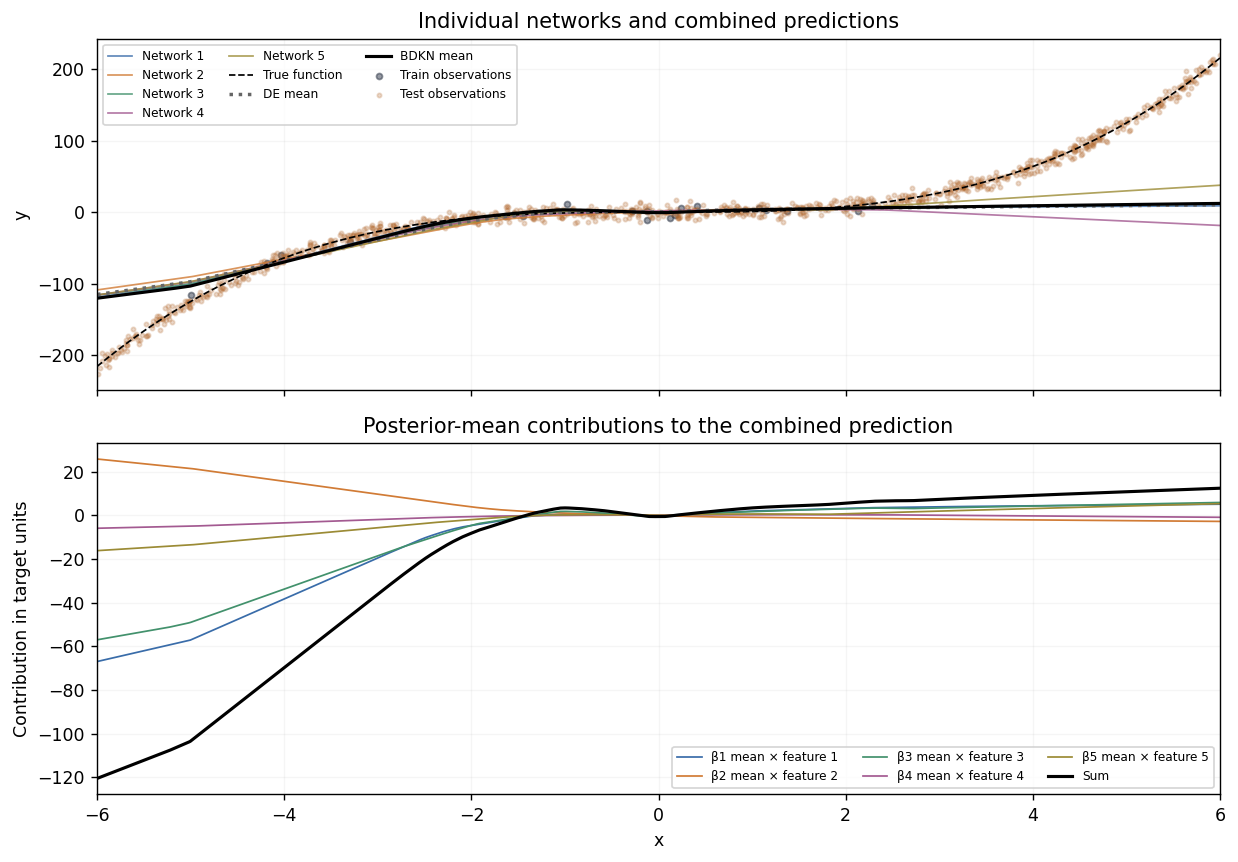 Individual networks and combined predictions
Network 1
Network 2
Network 3
Network 4
Network 5
True function
DE mean
BDKN mean
Train observations
Test observations
y
200
100
0
−100
−200
Posterior-mean contributions to the combined prediction
Contribution in target units
20
0
−20
−40
−60
−80
−100
−120
β1 mean × feature 1
β2 mean × feature 2
β3 mean × feature 3
β4 mean × feature 4
β5 mean × feature 5
Sum
−6 −4 −2 0 2 4 6
x